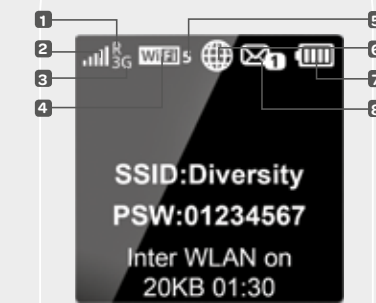 1
2
3
4
5
6
7
8
R
3G
WiFi 5
1
SSID:Diversity
PSW:01234567
Inter WLAN on
20KB 01:30